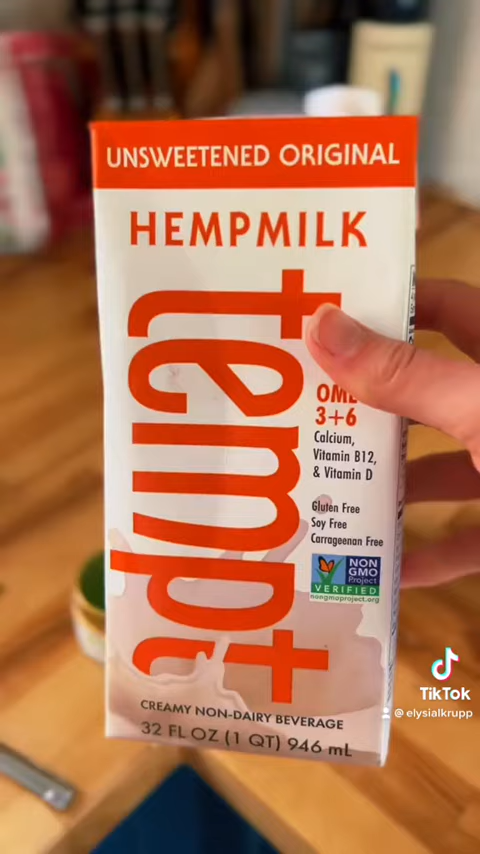 UNSWEETENED ORIGINAL
HEMPMILK
tempt
3+6
Calcium,
Vitamin B12,
& Vitamin D
Gluten Free
Soy Free
Carrageenan Free
NON
GMO
Project
VERIFIED
nongmoproject.org
CREAMY NON-DAIRY BEVERAGE
32 FL OZ (1 QT) 946 mL
TikTok
@ elysialkrupp